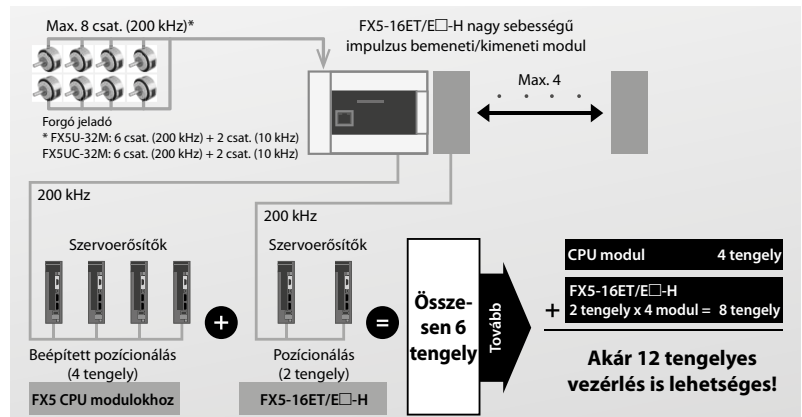 Max. 8 csat. (200 kHz)*
FX5-16ET/E□-H nagy sebességű
impulzus bemeneti/kimeneti modul
Max. 4
Forgó jeladó
* FX5U-32M: 6 csat. (200 kHz) + 2 csat. (10 kHz)
FX5UC-32M: 6 csat. (200 kHz) + 2 csat. (10 kHz)
200 kHz
200 kHz
Szervoerősítők
Szervoerősítők
+
=
Össze-
sen 6
tengely
Tovább
CPU modul 4 tengely
+
FX5-16ET/E□-H
2 tengely x 4 modul = 8 tengely
Akár 12 tengelyes
vezérlés is lehetséges!
Beépített pozícionálás
(4 tengely)
FX5 CPU modulokhoz
Pozícionálás
(2 tengely)
FX5-16ET/E□-H